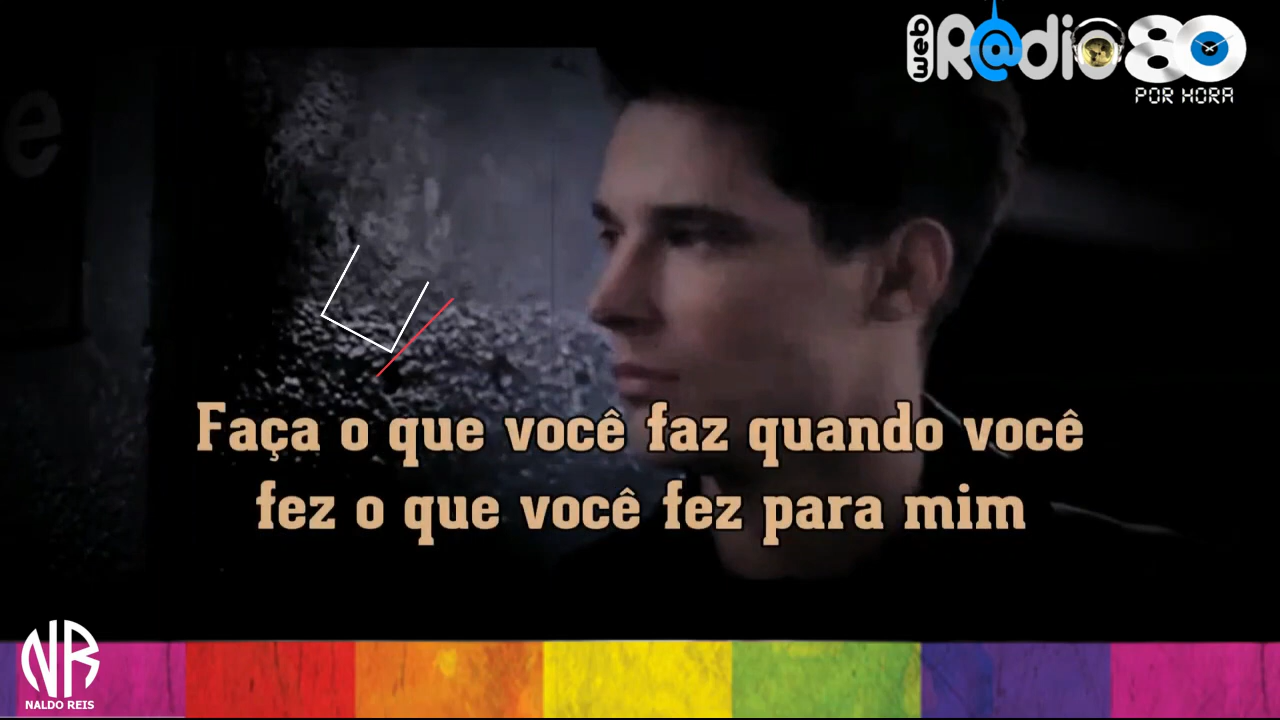 web
R@dio 80
POR HORA
e
Faça o que você faz quando você
fez o que você fez para mim
NR
NALDO REIS